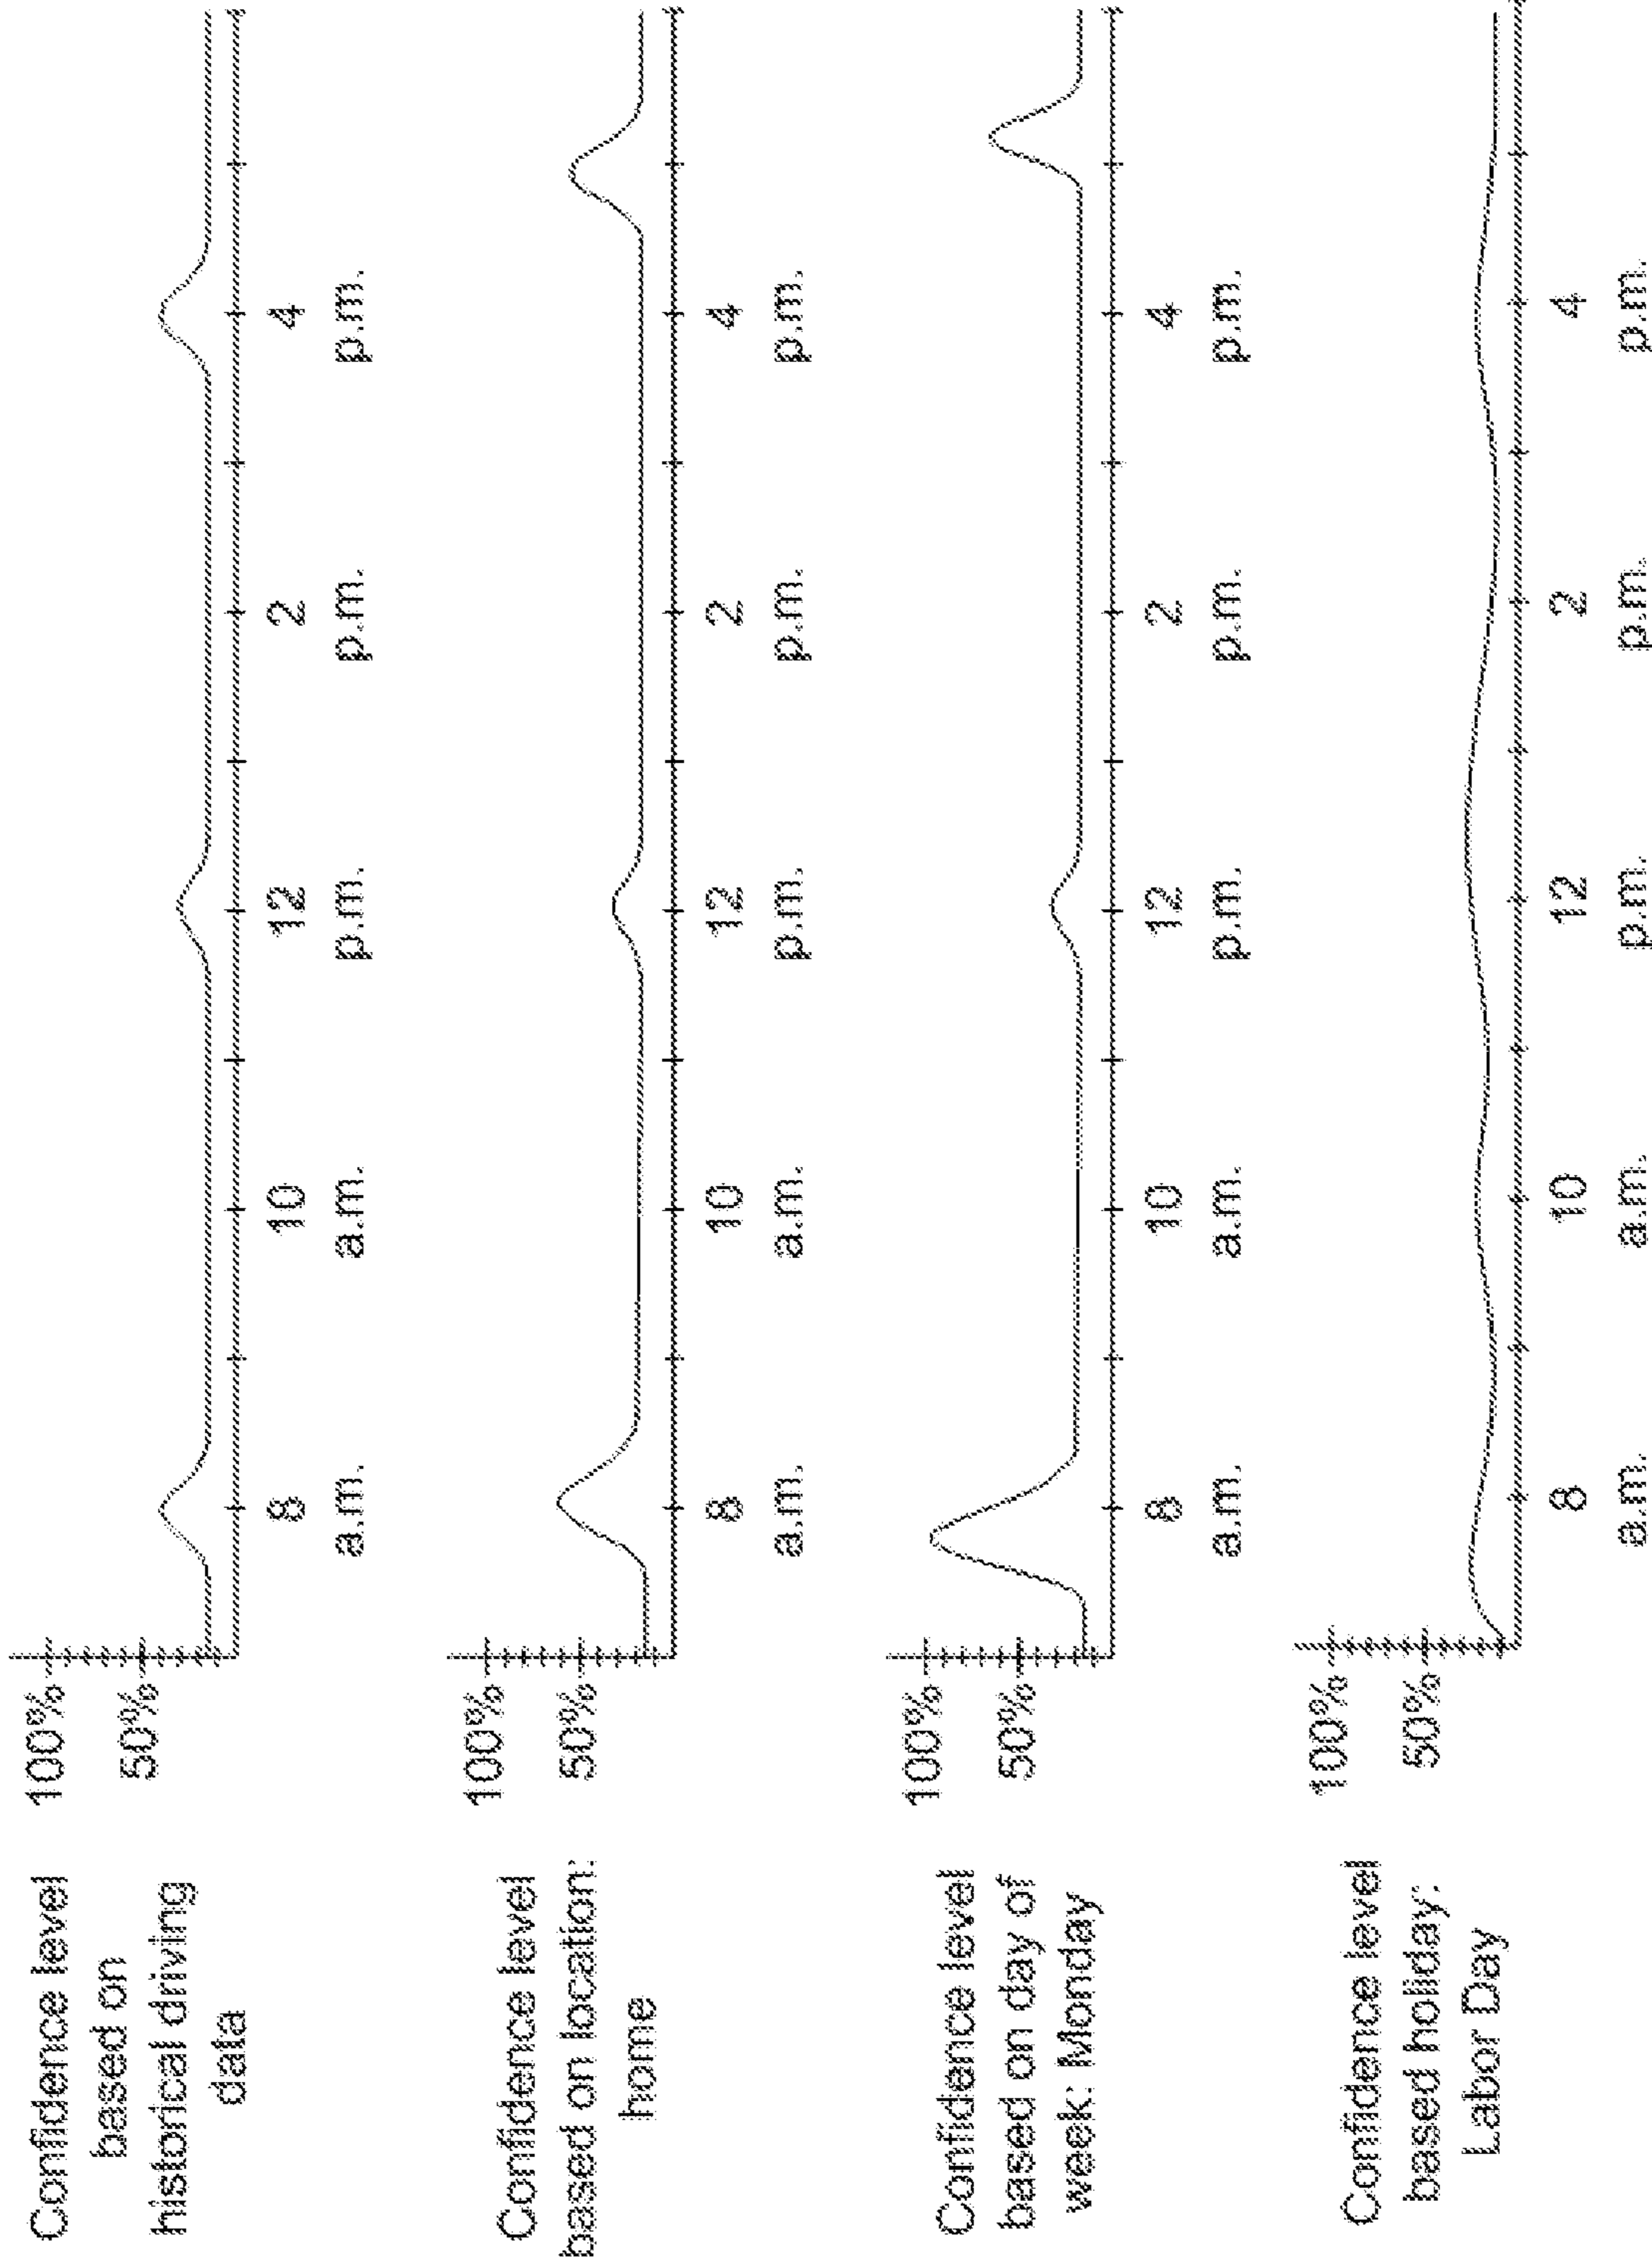 Confidence level
based on
historical driving
data
100%
50%
8 10 12 2 4
a.m. a.m. p.m. p.m. p.m.
Confidence level
based on location:
home
100%
50%
8 10 12 2 4
a.m. a.m. p.m. p.m. p.m.
Confidence level
based on day of
week: Monday
100%
50%
8 10 12 2 4
a.m. a.m. p.m. p.m. p.m.
Confidence level
based holiday:
Labor Day
100%
50%
8 10 12 2 4
a.m. a.m. p.m. p.m. p.m.